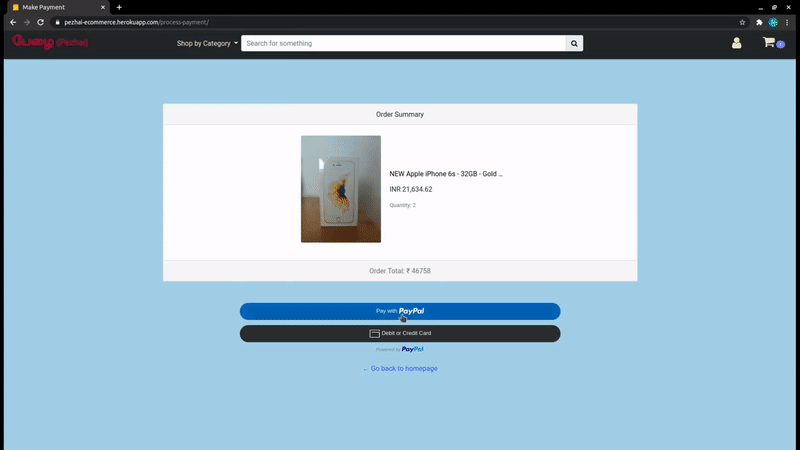 Make Payment
pezhai-ecommerce.herokuapp.com/process-payment/
பேழை (Pezhai)
Shop by Category
Search for something
1
Order Summary
NEW Apple iPhone 6s - 32GB - Gold ...
INR 21,634.62
Quantity: 2
Order Total: ₹ 46758
Pay with PayPal
Debit or Credit Card
Powered by PayPal
← Go back to homepage